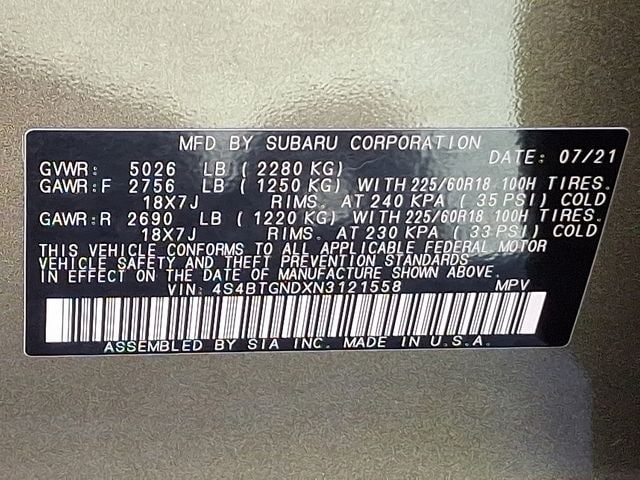 MFD BY SUBARU CORPORATION
DATE: 07/21
GVWR: 5026 LB ( 2280 KG)
GAWR:F 2756 LB ( 1250 KG) WITH 225/60R18 100H TIRES.
18X7J RIMS. AT 240 KPA ( 35 PSI) COLD
GAWR:R 2690 LB ( 1220 KG) WITH 225/60R18 100H TIRES.
18X7J RIMS. AT 230 KPA ( 33 PSI) COLD
THIS VEHICLE CONFORMS TO ALL APPLICABLE FEDERAL MOTOR
VEHICLE SAFETY AND THEFT PREVENTION STANDARDS
IN EFFECT ON THE DATE OF MANUFACTURE SHOWN ABOVE.
VIN: 4S4BTGNDXN3121558 MPV
ASSEMBLED BY SIA INC. MADE IN U.S.A.